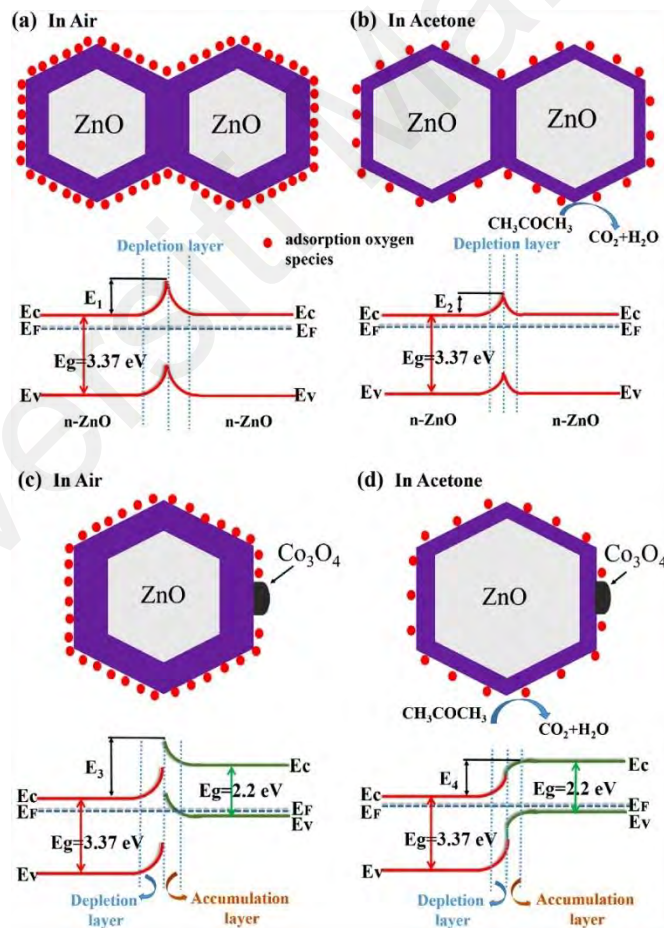 (a) In Air
(b) In Acetone
ZnO
ZnO
ZnO
ZnO
CH₃COCH₃
CO₂+H₂O
Depletion layer
adsorption oxygen
species
Depletion layer
E₁
Ec
Ec
EF
EF
Eg=3.37 eV
Ev
Ev
n-ZnO
n-ZnO
E₂
Ec
Ec
EF
EF
Eg=3.37 eV
Ev
Ev
n-ZnO
n-ZnO
(c) In Air
(d) In Acetone
Co₃O₄
Co₃O₄
ZnO
ZnO
CH₃COCH₃
CO₂+H₂O
E₃
Ec
Ec
Eg=2.2 eV
EF
EF
Ev
Eg=3.37 eV
Ev
Depletion
layer
Accumulation
layer
E₄
Ec
Ec
Eg=2.2 eV
EF
EF
Ev
Eg=3.37 eV
Ev
Depletion
layer
Accumulation
layer